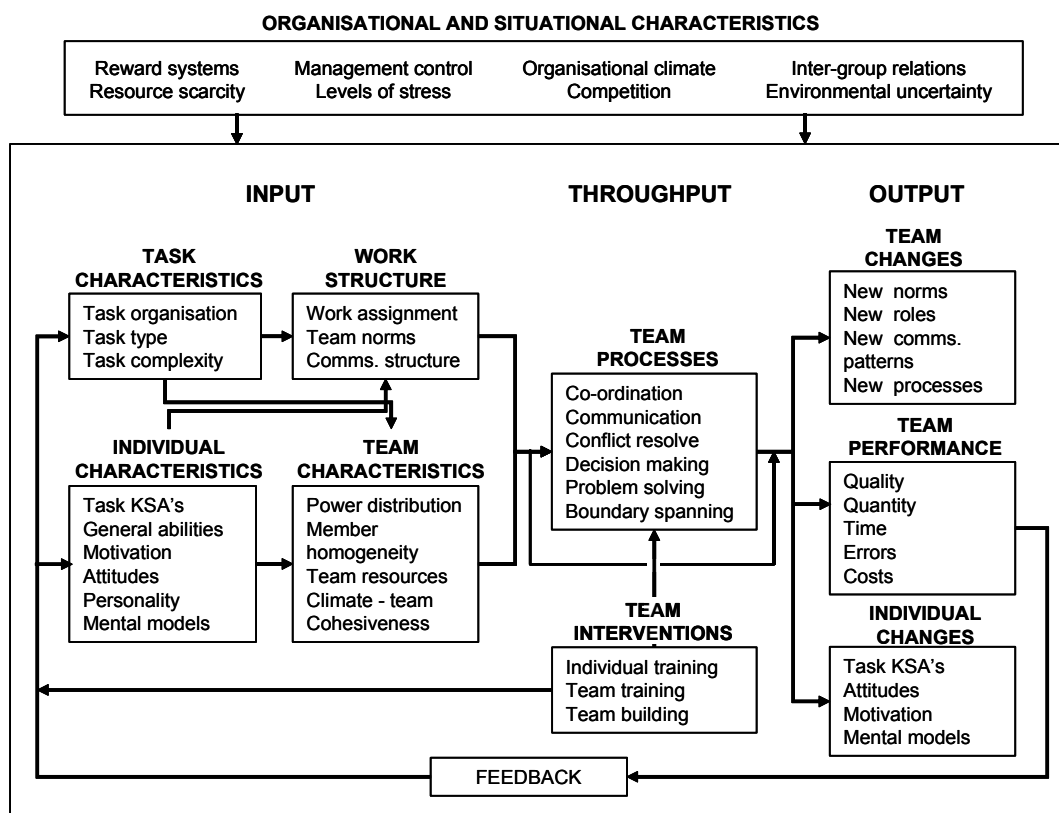 ORGANISATIONAL AND SITUATIONAL CHARACTERISTICS
Reward systems
Resource scarcity
Management control
Levels of stress
Organisational climate
Competition
Inter-group relations
Environmental uncertainty
INPUT
THROUGHPUT
OUTPUT
TASK
CHARACTERISTICS
Task organisation
Task type
Task complexity
WORK
STRUCTURE
Work assignment
Team norms
Comms. structure
INDIVIDUAL
CHARACTERISTICS
Task KSA's
General abilities
Motivation
Attitudes
Personality
Mental models
TEAM
CHARACTERISTICS
Power distribution
Member
homogeneity
Team resources
Climate - team
Cohesiveness
TEAM
PROCESSES
Co-ordination
Communication
Conflict resolve
Decision making
Problem solving
Boundary spanning
TEAM
INTERVENTIONS
Individual training
Team training
Team building
TEAM
CHANGES
New norms
New roles
New comms.
patterns
New processes
TEAM
PERFORMANCE
Quality
Quantity
Time
Errors
Costs
INDIVIDUAL
CHANGES
Task KSA's
Attitudes
Motivation
Mental models
FEEDBACK